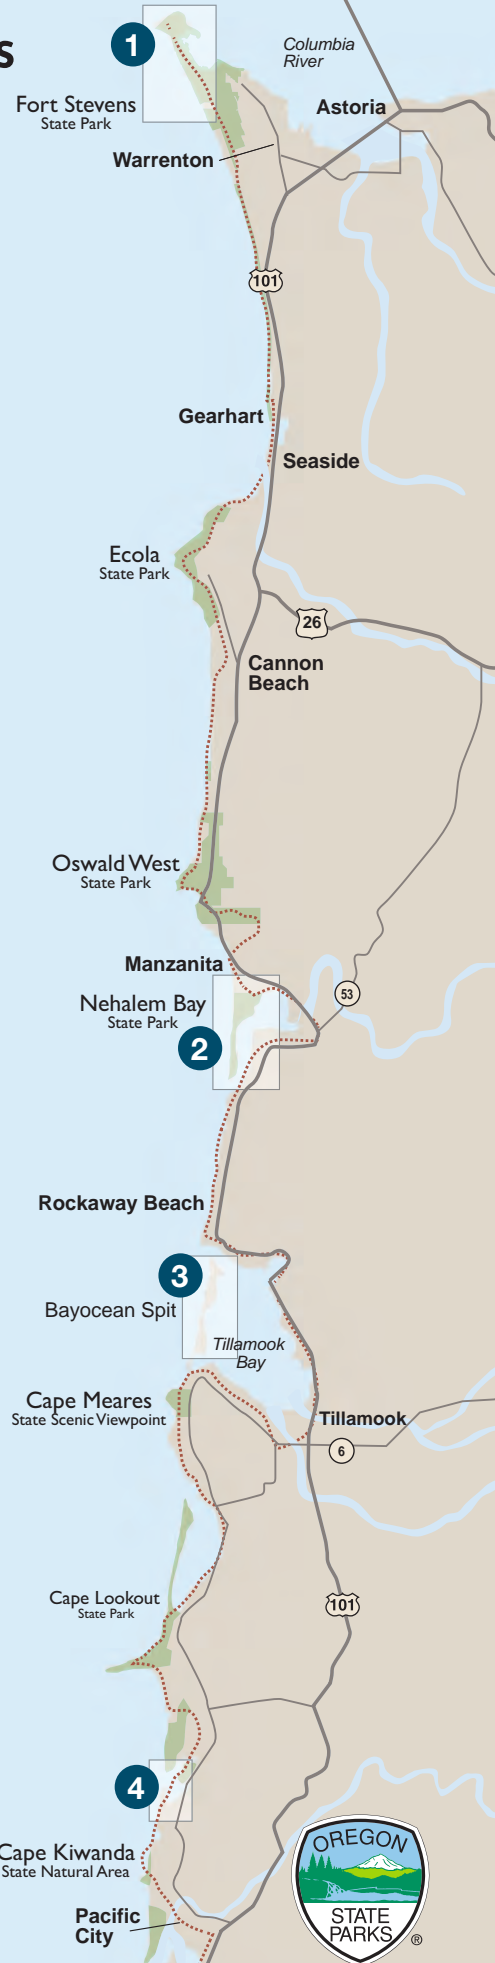 s
1
Columbia
River
Fort Stevens
State Park
Astoria
Warrenton
101
Gearhart
Seaside
Ecola
State Park
26
Cannon
Beach
Oswald West
State Park
Manzanita
53
Nehalem Bay
State Park
2
Rockaway Beach
3
Bayocean Spit
Tillamook
Bay
Cape Meares
State Scenic Viewpoint
Tillamook
6
Cape Lookout
State Park
101
4
OREGON
STATE
PARKS
®
Cape Kiwanda
State Natural Area
Pacific
City